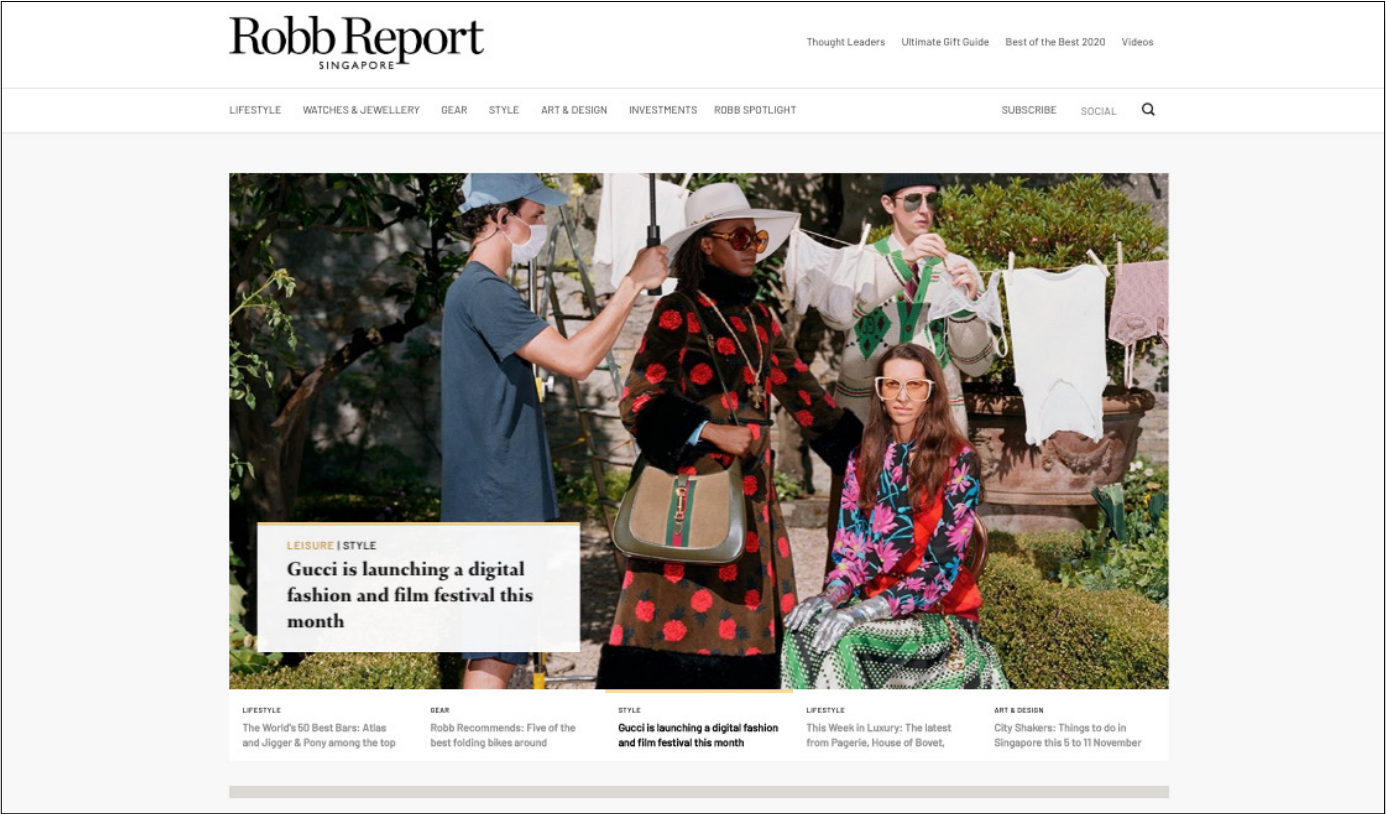 Robb Report
SINGAPORE
Thought Leaders Ultimate Gift Guide Best of the Best 2020 Videos
LIFESTYLE WATCHES & JEWELLERY GEAR STYLE ART & DESIGN INVESTMENTS ROBB SPOTLIGHT SUBSCRIBE SOCIAL
LEISURE | STYLE
Gucci is launching a digital
fashion and film festival this
month
LIFESTYLE
The World's 50 Best Bars: Atlas
and Jigger & Pony among the top
GEAR
Robb Recommends: Five of the
best folding bikes around
STYLE
Gucci is launching a digital fashion
and film festival this month
LIFESTYLE
This Week in Luxury: The latest
from Pagerie, House of Bovet,
ART & DESIGN
City Shakers: Things to do in
Singapore this 5 to 11 November